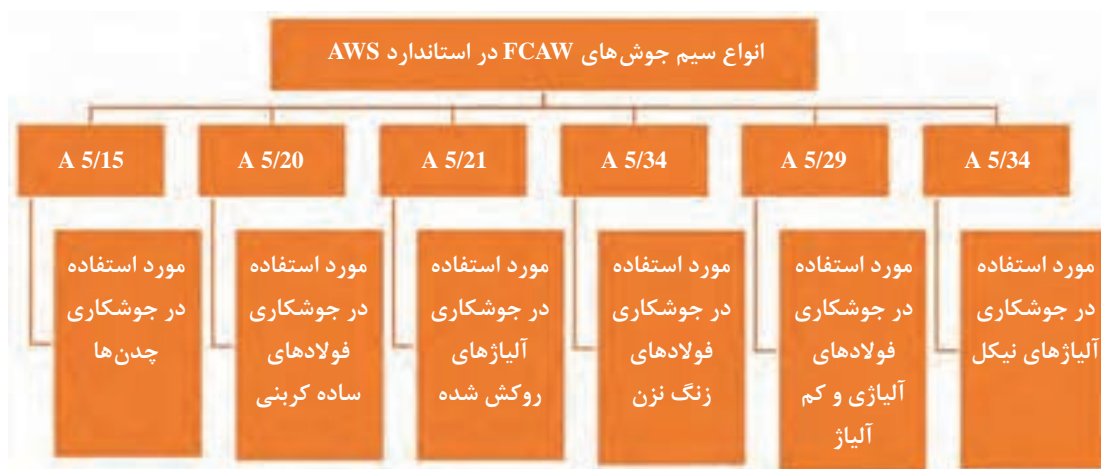 انواع سیم جوش‌های FCAW در استاندارد AWS
A 5/34
A 5/29
A 5/34
A 5/21
A 5/20
A 5/15
مورد استفاده
در جوشکاری
آلیاژهای نیکل
مورد استفاده
در جوشکاری
فولادهای
آلیاژی و کم
آلیاژ
مورد استفاده
در جوشکاری
فولادهای
زنگ نزن
مورد استفاده
در جوشکاری
آلیاژهای
روکش شده
مورد استفاده
در جوشکاری
فولادهای
ساده کربنی
مورد استفاده
در جوشکاری
چدن‌ها